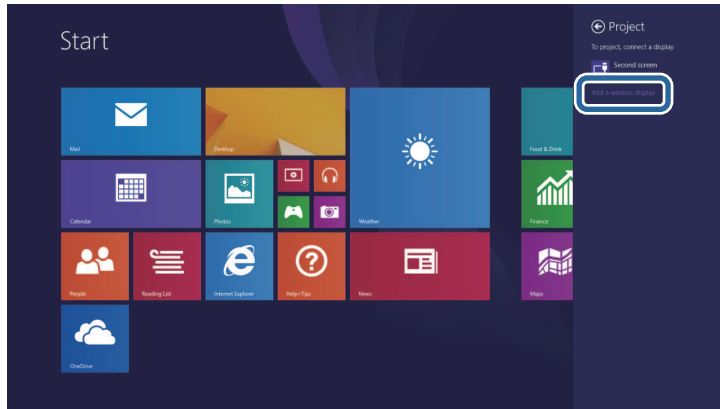 Start
Project
To project, connect a display.
Second screen
Add a wireless display
Mail
Desktop
Weather
Food & Drink
Calendar
Photos
Finance
People
Reading List
Internet Explorer
Help+Tips
News
Maps
OneDrive